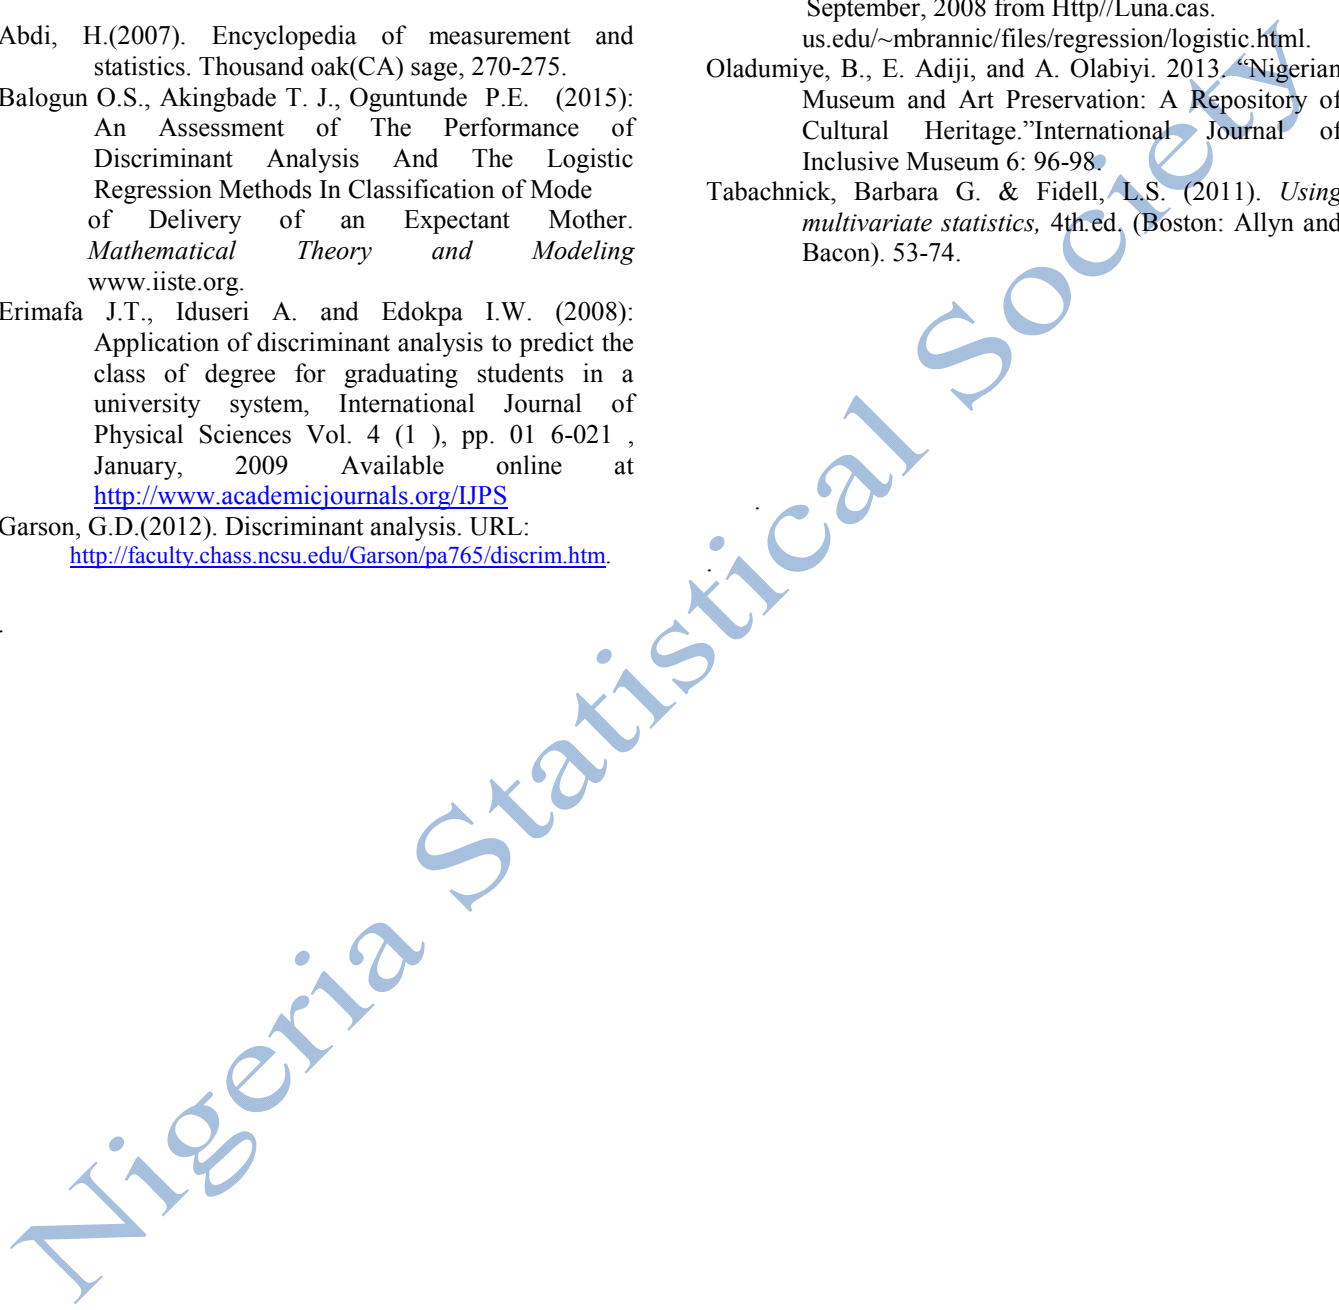 Abdi, H.(2007). Encyclopedia of measurement and
statistics. Thousand oak(CA) sage, 270-275.
Balogun O.S., Akingbade T. J., Oguntunde P.E. (2015):
An Assessment of The Performance of
Discriminant Analysis And The Logistic
Regression Methods In Classification of Mode
of Delivery of an Expectant Mother.
Mathematical Theory and Modeling
www.iiste.org.
Erimafa J.T., Iduseri A. and Edokpa I.W. (2008):
Application of discriminant analysis to predict the
class of degree for graduating students in a
university system, International Journal of
Physical Sciences Vol. 4 (1 ), pp. 01 6-021 ,
January, 2009 Available online at
http://www.academicjournals.org/IJPS
Garson, G.D.(2012). Discriminant analysis. URL:
http://faculty.chass.ncsu.edu/Garson/pa765/discrim.htm.
.
September, 2008 from Http//Luna.cas.
us.edu/~mbrannic/files/regression/logistic.html.
Oladumiye, B., E. Adiji, and A. Olabiyi. 2013. “Nigerian
Museum and Art Preservation: A Repository of
Cultural Heritage.”International Journal of
Inclusive Museum 6: 96-98.
Tabachnick, Barbara G. & Fidell, L.S. (2011). Using
multivariate statistics, 4th.ed. (Boston: Allyn and
Bacon). 53-74.
.
.
Nigeria Statistical Society